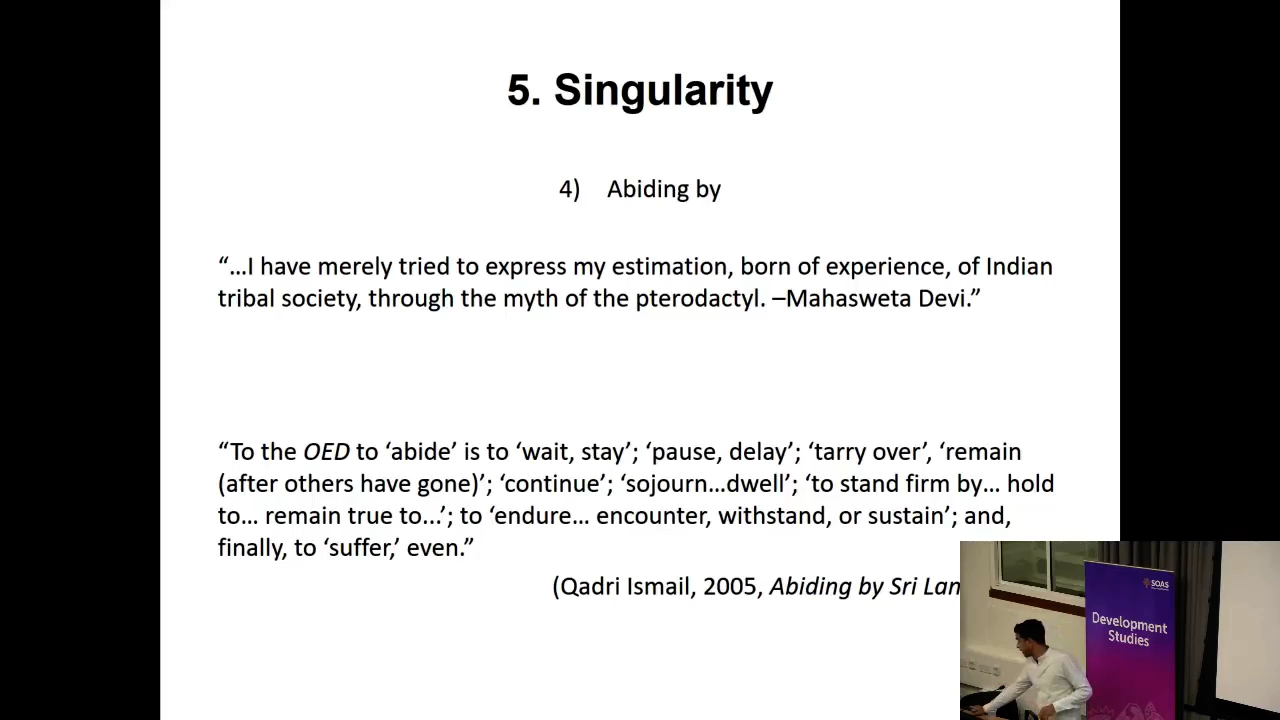 5. Singularity
4) Abiding by
“…I have merely tried to express my estimation, born of experience, of Indian
tribal society, through the myth of the pterodactyl. –Mahasweta Devi.”
“To the OED to ‘abide’ is to ‘wait, stay’; ‘pause, delay’; ‘tarry over’, ‘remain
(after others have gone)’; ‘continue’; ‘sojourn…dwell’; ‘to stand firm by… hold
to… remain true to...’; to ‘endure… encounter, withstand, or sustain’; and,
finally, to ‘suffer,’ even.”
(Qadri Ismail, 2005, Abiding by Sri Lan
SOAS
Development
Studies